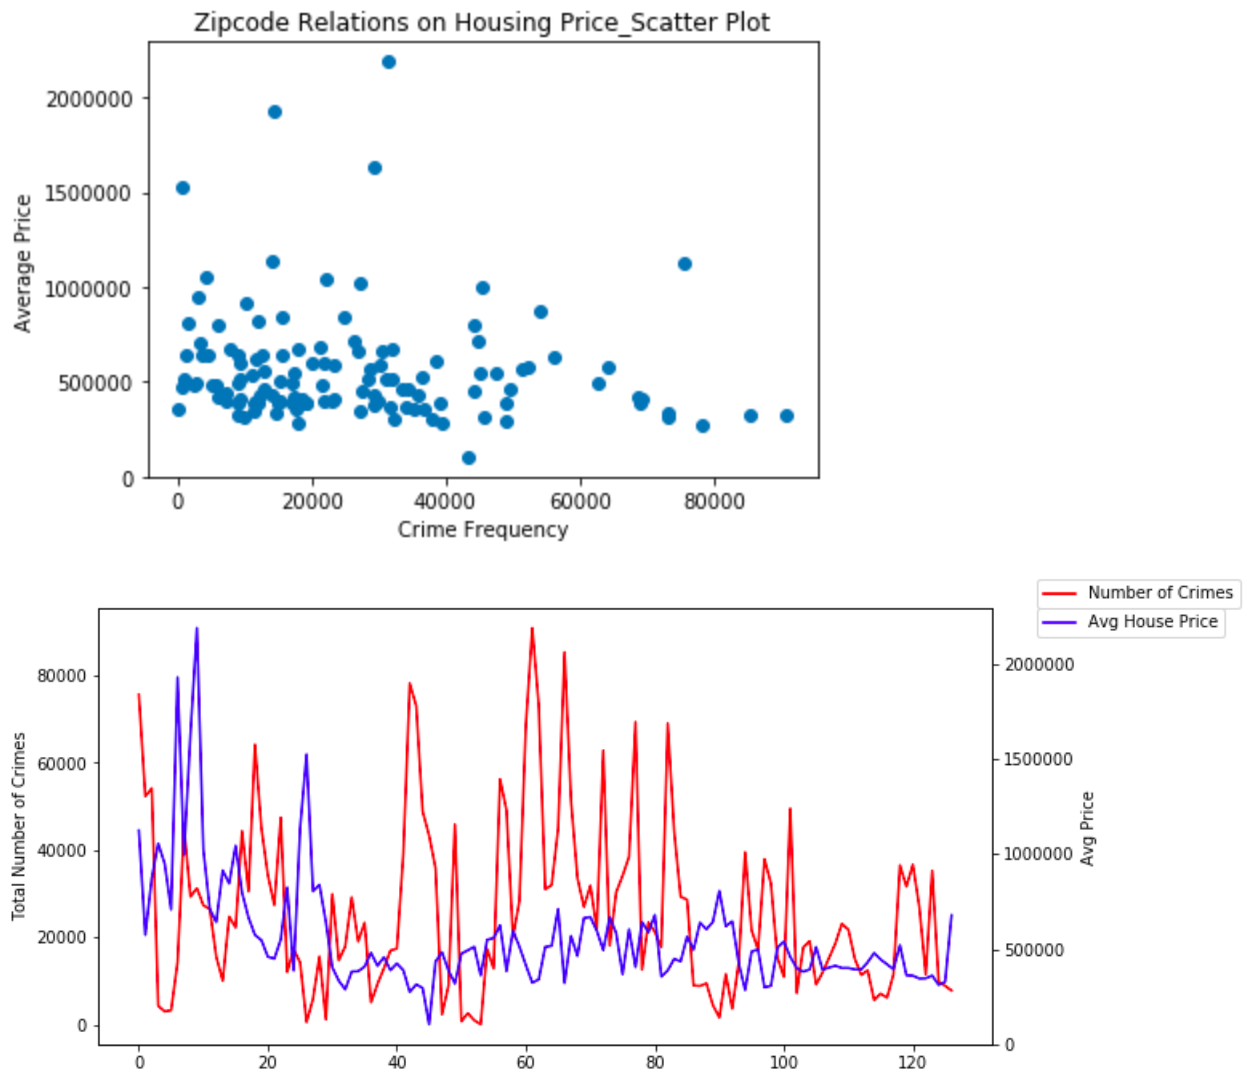 Zipcode Relations on Housing Price_Scatter Plot
2000000
1500000
1000000
500000
0
Average Price
0 20000 40000 60000 80000
Crime Frequency
Number of Crimes
Avg House Price
80000
60000
40000
20000
0
Total Number of Crimes
2000000
1500000
1000000
500000
0
Avg Price
0 20 40 60 80 100 120